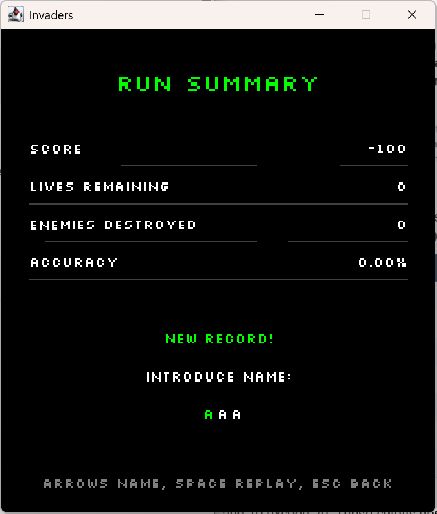 Invaders
RUN SUMMARY
SCORE -100
LIVES REMAINING 0
ENEMIES DESTROYED 0
ACCURACY 0.00%
NEW RECORD!
INTRODUCE NAME:
A A A
ARROWS NAME, SPACE REPLAY, ESC BACK